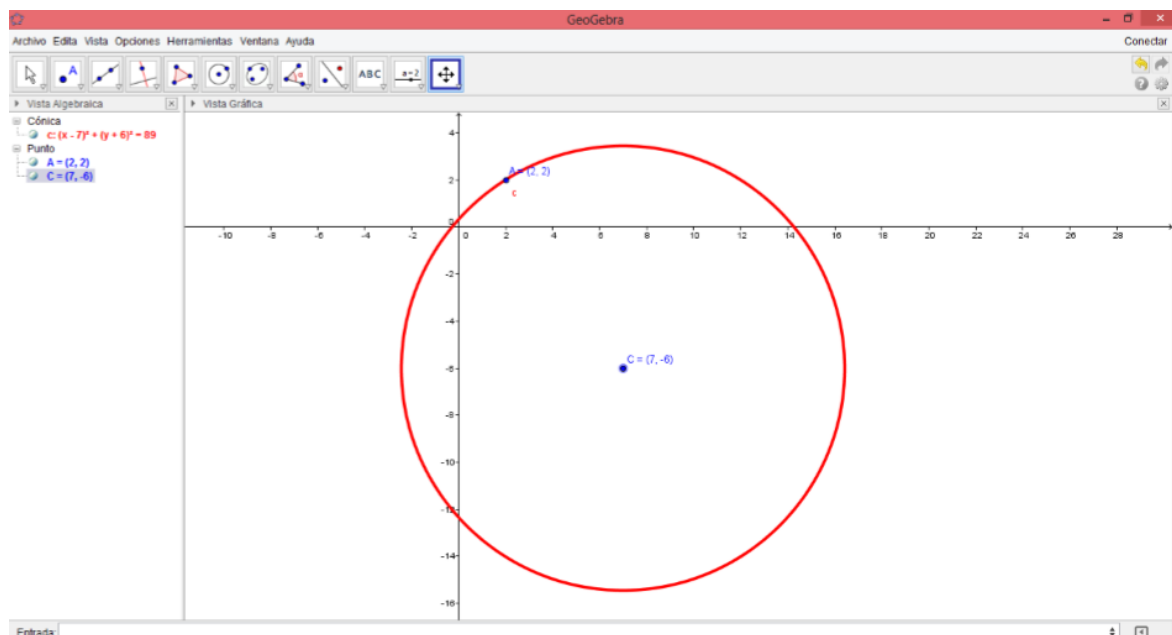 GeoGebra
Archivo Edita Vista Opciones Herramientas Ventana Ayuda
Conectar
A
ABC
a=2
Vista Algebraica
Vista Gráfica
Cónica
c: (x - 7)² + (y + 6)² = 89
Punto
A = (2, 2)
C = (7, -6)
4
A = (2, 2)
2
c
0
-10 -8 -6 -4 -2 0 2 4 6 8 10 12 14 16 18 20 22 24 26 28
-2
-4
C = (7, -6)
-6
-8
-10
-12
-14
-16
Entrada: